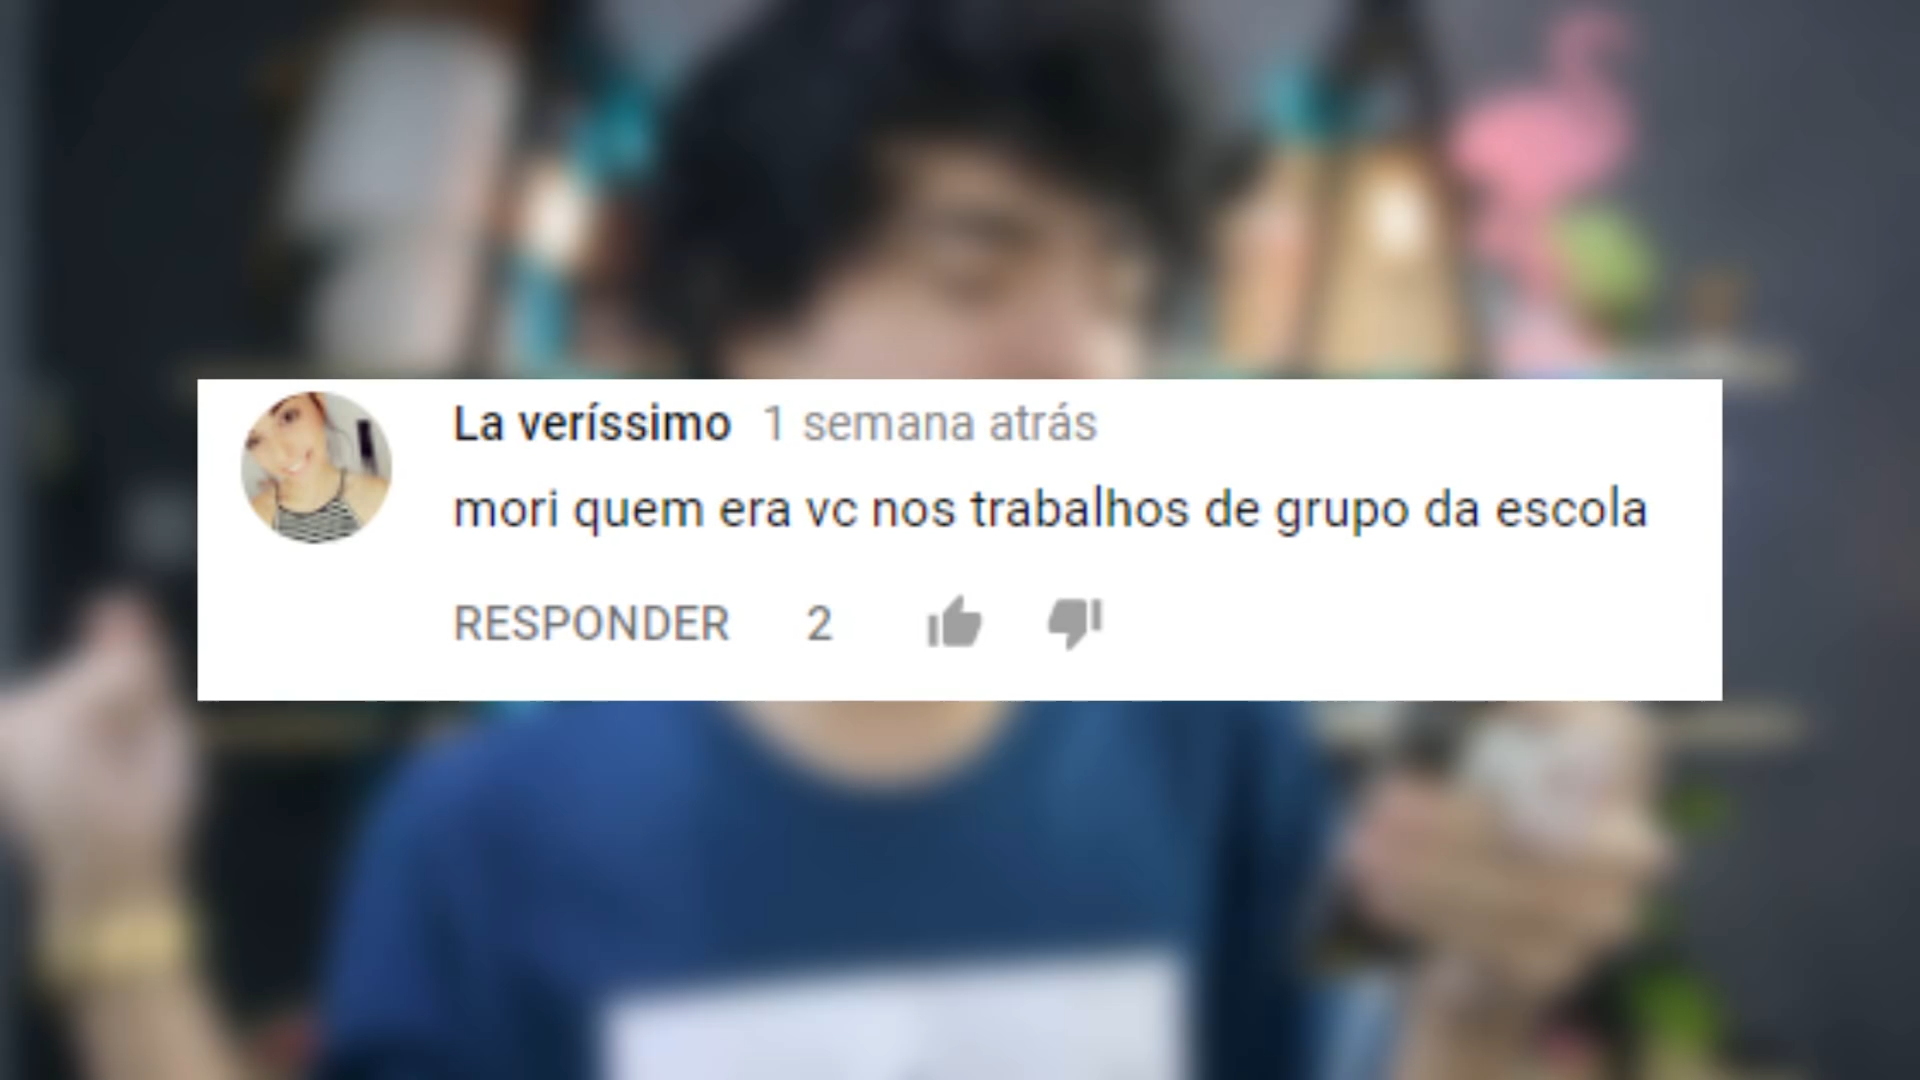 La veríssimo 1 semana atrás
mori quem era vc nos trabalhos de grupo da escola
RESPONDER 2